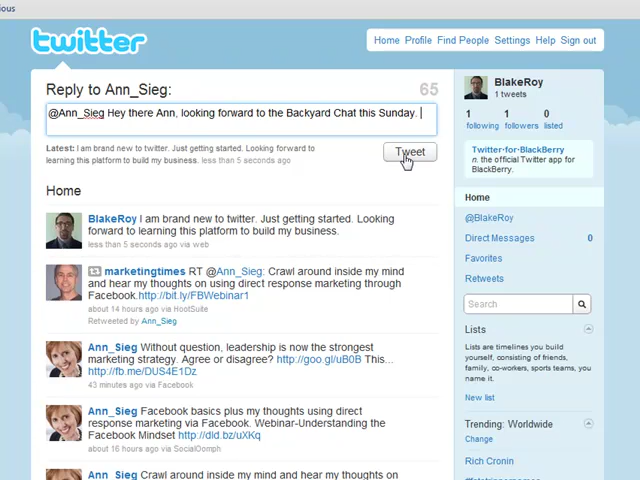 ious
twitter
Home Profile Find People Settings Help Sign out
Reply to Ann_Sieg:
65
@Ann_Sieg Hey there Ann, looking forward to the Backyard Chat this Sunday.
Latest: I am brand new to twitter. Just getting started. Looking forward to
learning this platform to build my business. less than 5 seconds ago
Tweet
Home
BlakeRoy I am brand new to twitter. Just getting started. Looking
forward to learning this platform to build my business.
less than 5 seconds ago via web
marketingtimes RT @Ann_Sieg: Crawl around inside my mind
and hear my thoughts on using direct response marketing through
Facebook.http://bit.ly/FBWebinar1
about 14 hours ago via HootSuite
Retweeted by Ann_Sieg
Ann_Sieg Without question, leadership is now the strongest
marketing strategy. Agree or disagree? http://goo.gl/uB0B This...
http://fb.me/DUS4E1Dz
43 minutes ago via Facebook
Ann_Sieg Facebook basics plus my thoughts using direct
response marketing via Facebook. Webinar-Understanding the
Facebook Mindset http://dld.bz/uXKq
about 16 hours ago via SocialOomph
Ann_Sieg Crawl around inside my mind and hear my thoughts on
BlakeRoy
1 tweets
1 1 0
following followers listed
Twitter·for·BlackBerry
n. the official Twitter app for
BlackBerry.
Home
@BlakeRoy
Direct Messages 0
Favorites
Retweets
Search
Lists
Lists are timelines you build
yourself, consisting of friends,
family, co-workers, sports teams, you
name it.
New list
Trending: Worldwide
Change
Rich Cronin